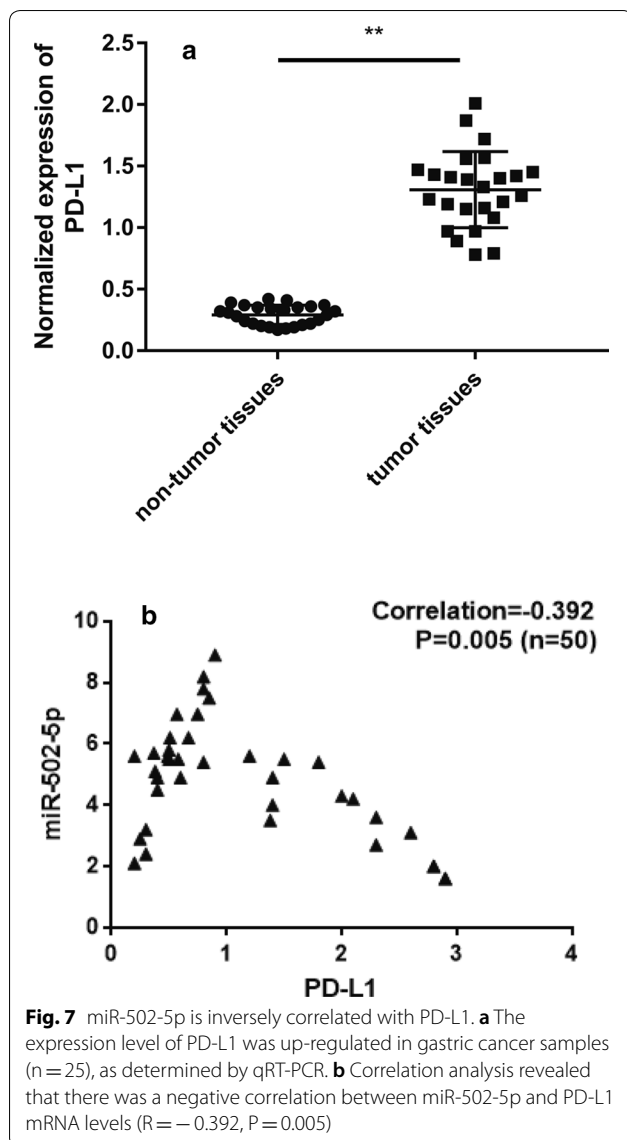 2.5
2.0
1.5
1.0
0.5
0.0
Normalized expression of
PD-L1
a
**
non-tumor tissues
tumor tissues
b
Correlation=-0.392
P=0.005 (n=50)
10
8
6
4
2
0
miR-502-5p
0 1 2 3 4
PD-L1
Fig. 7 miR-502-5p is inversely correlated with PD-L1. a The
expression level of PD-L1 was up-regulated in gastric cancer samples
(n = 25), as determined by qRT-PCR. b Correlation analysis revealed
that there was a negative correlation between miR-502-5p and PD-L1
mRNA levels (R = − 0.392, P = 0.005)